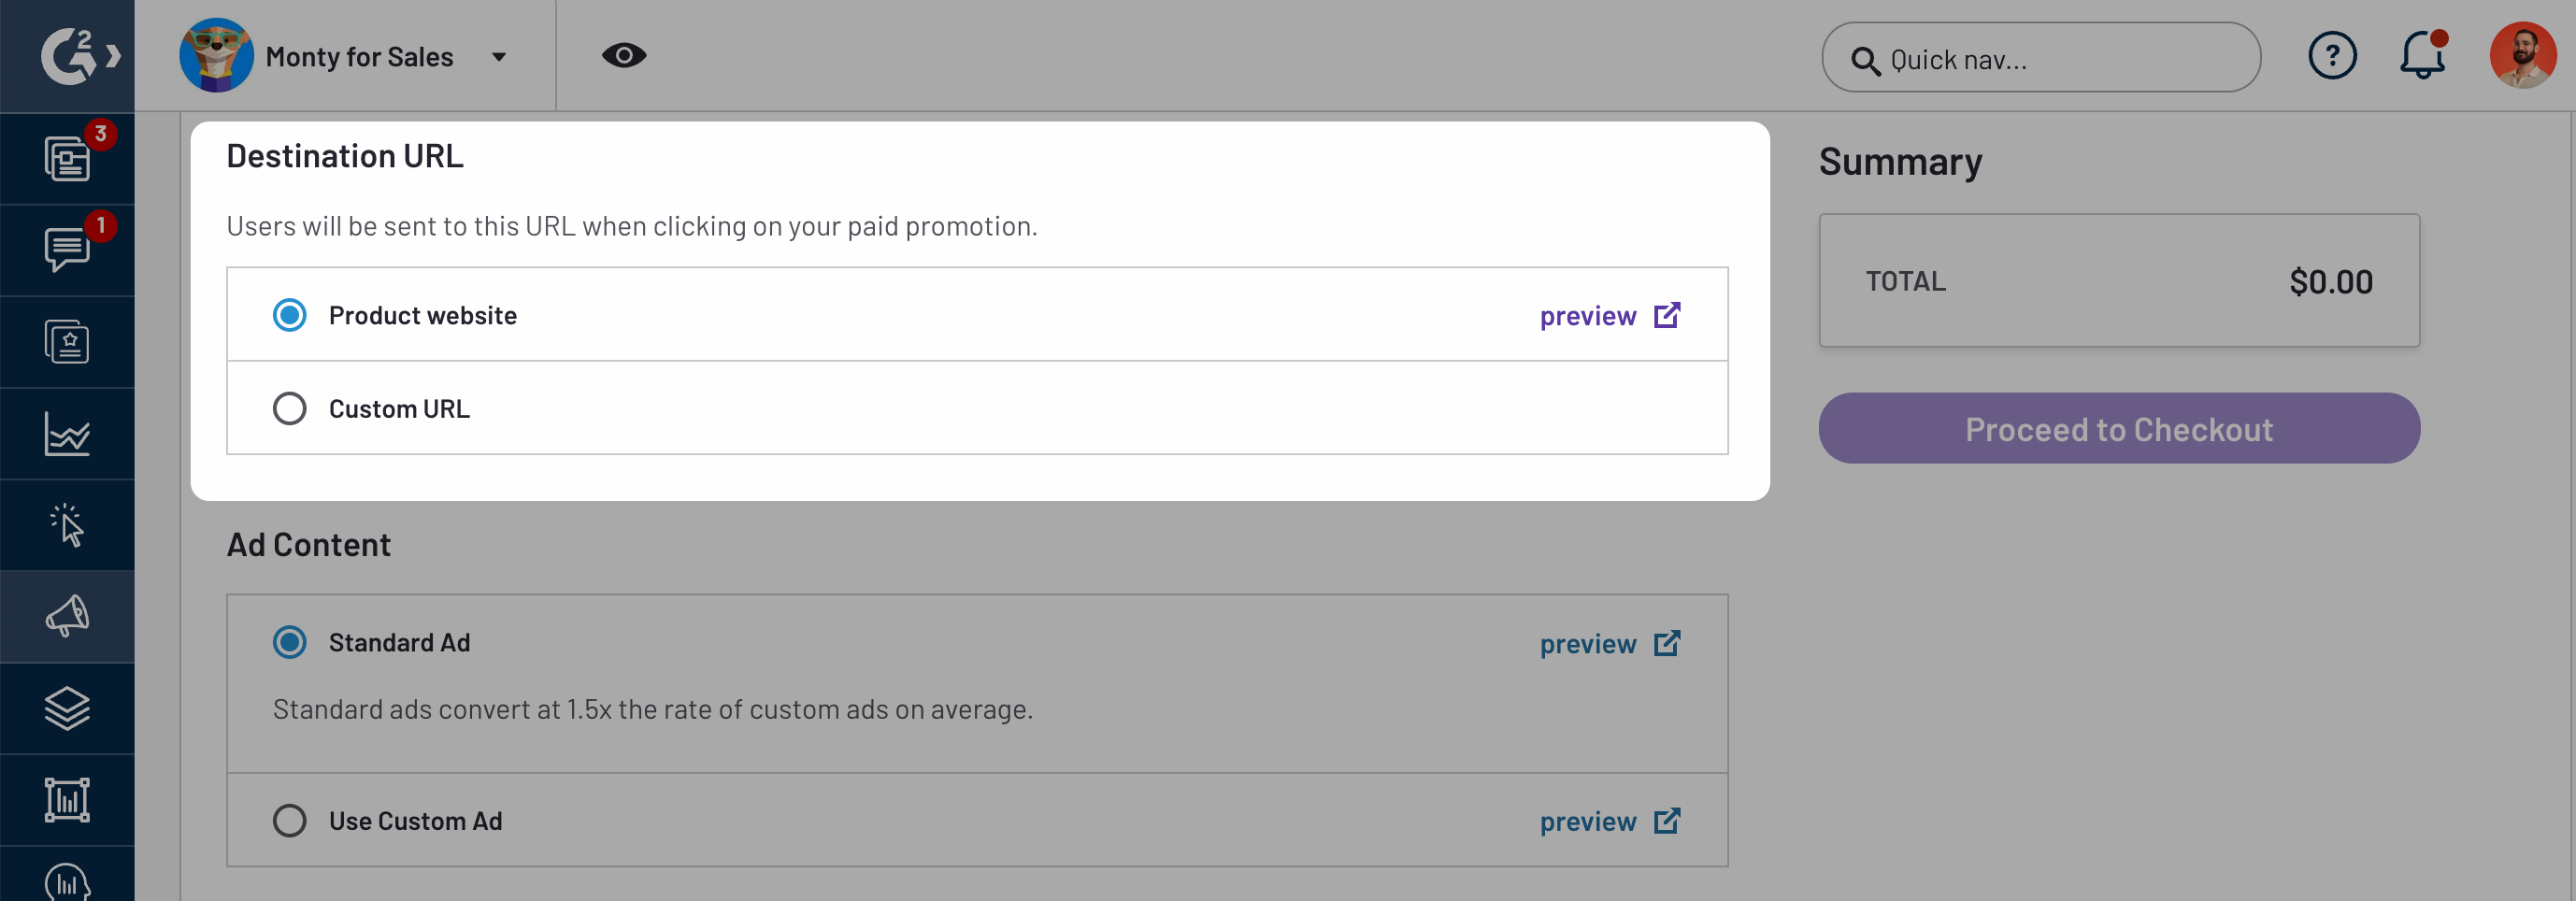 G2
Monty for Sales
Quick nav...
?
3
1
Destination URL
Users will be sent to this URL when clicking on your paid promotion.
Product website
preview
Custom URL
Summary
TOTAL
$0.00
Proceed to Checkout
Ad Content
Standard Ad
preview
Standard ads convert at 1.5x the rate of custom ads on average.
Use Custom Ad
preview